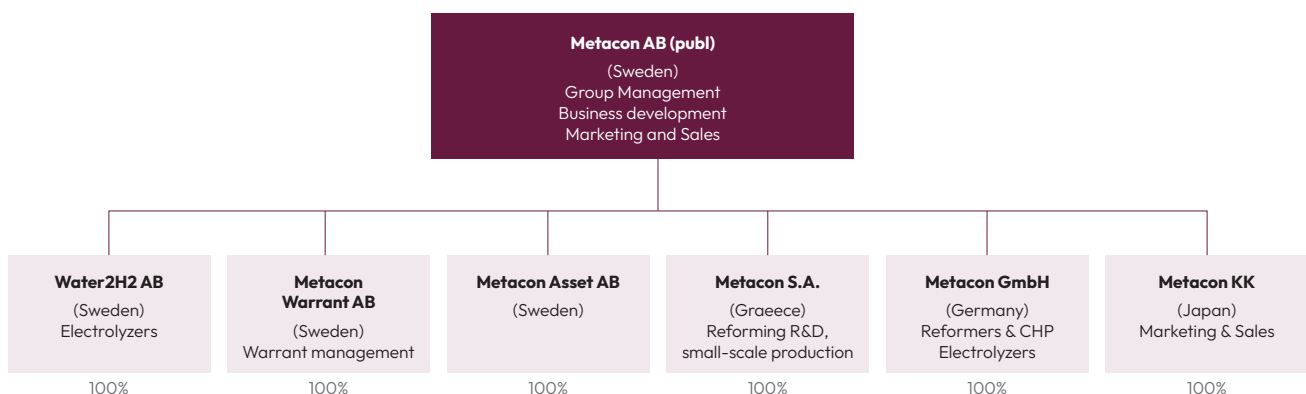 Metacon AB (publ)
(Sweden)
Group Management
Business development
Marketing and Sales
Water2H2 AB
(Sweden)
Electrolyzers
100%
Metacon
Warrant AB
(Sweden)
Warrant management
100%
Metacon Asset AB
(Sweden)
100%
Metacon S.A.
(Graeece)
Reforming R&D,
small-scale production
100%
Metacon GmbH
(Germany)
Reformers & CHP
Electrolyzers
100%
Metacon KK
(Japan)
Marketing & Sales
100%